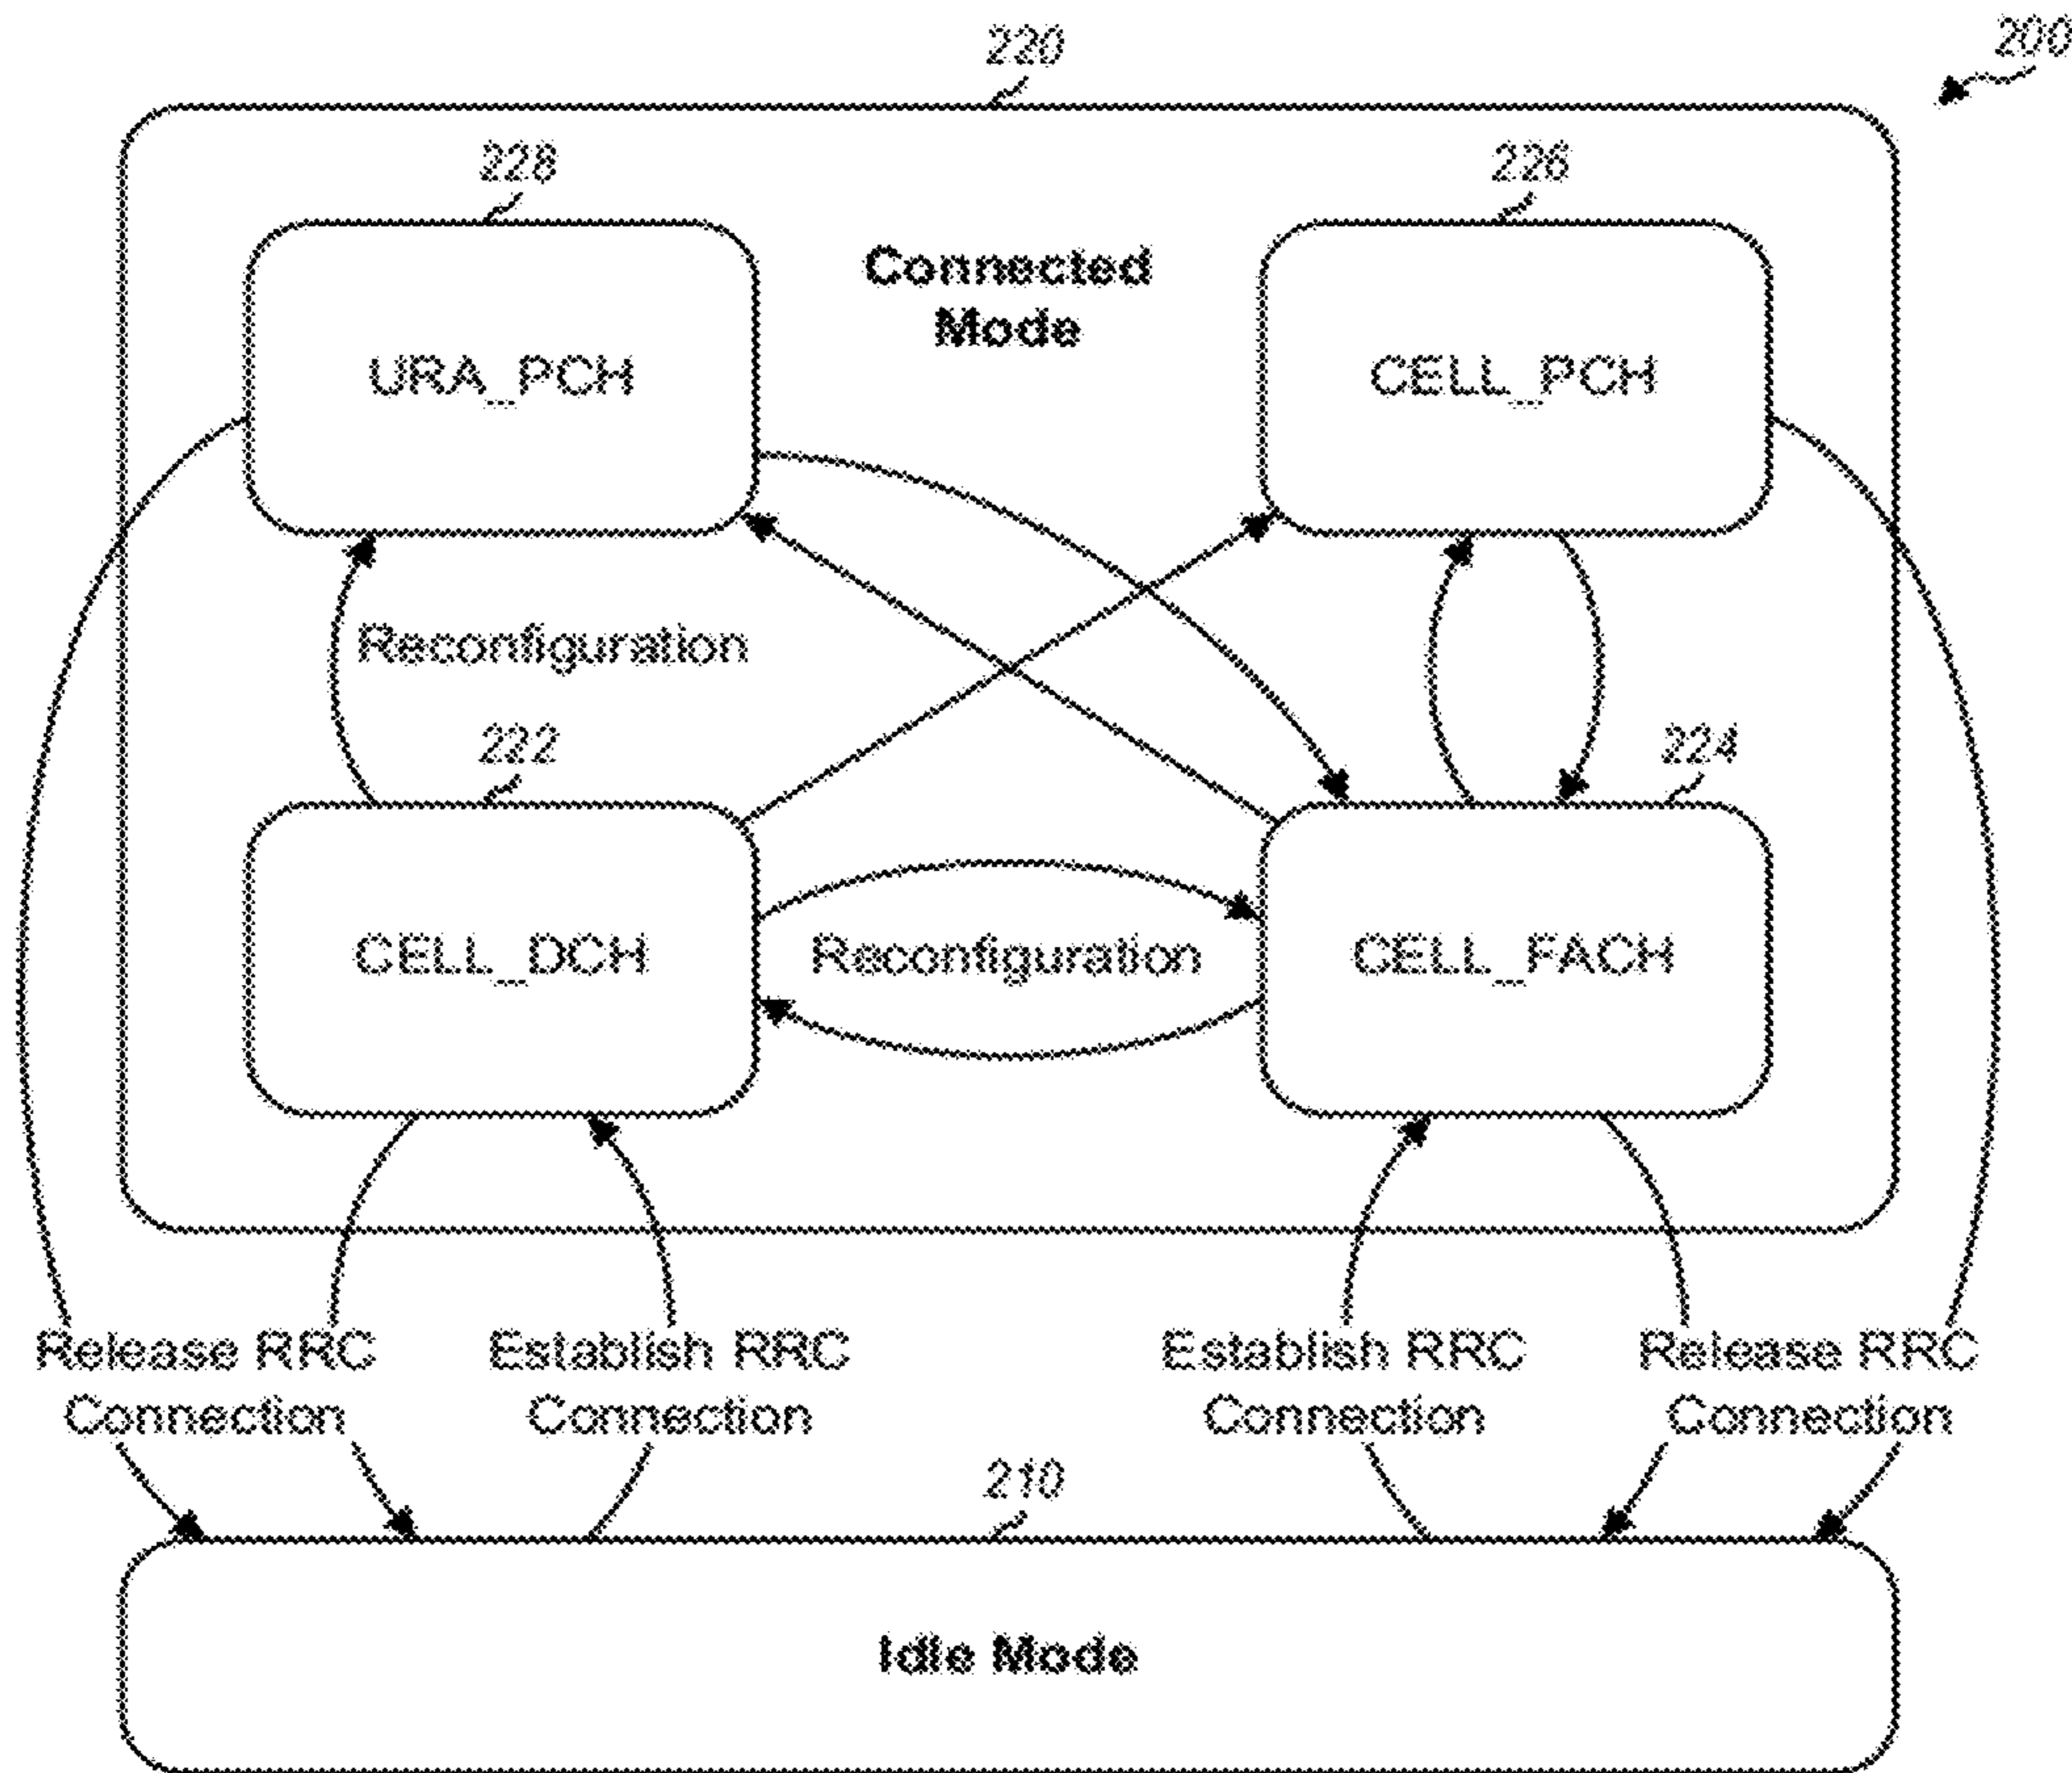 220
200
228
226
Connected
Mode
URA_PCH
CELL_PCH
Reconfiguration
222
224
CELL_DCH
Reconfiguration
CELL_FACH
Release RRC
Connection
Establish RRC
Connection
Establish RRC
Connection
Release RRC
Connection
210
Idle Mode